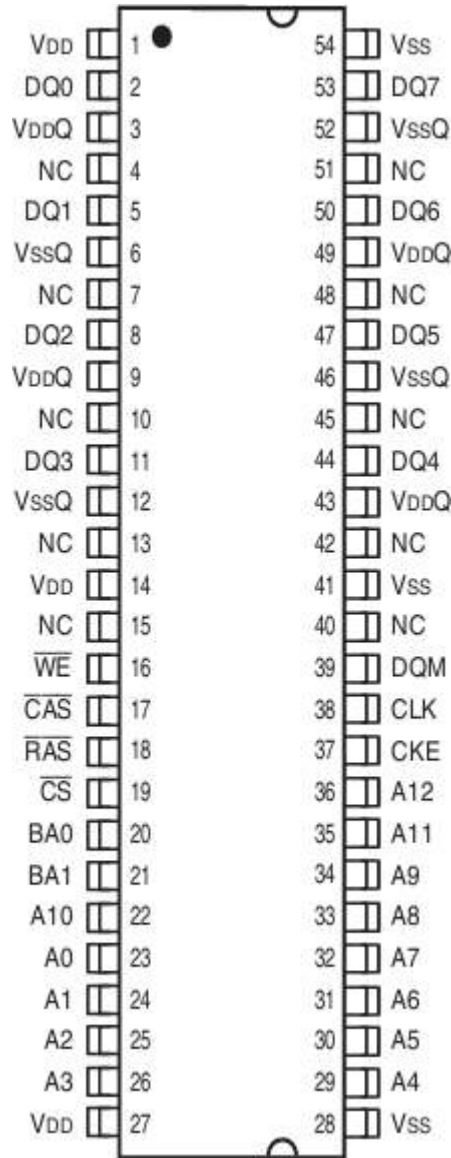 VDD 1 54 VSS
DQ0 2 53 DQ7
VDDQ 3 52 VSSQ
NC 4 51 NC
DQ1 5 50 DQ6
VSSQ 6 49 VDDQ
NC 7 48 NC
DQ2 8 47 DQ5
VDDQ 9 46 VSSQ
NC 10 45 NC
DQ3 11 44 DQ4
VSSQ 12 43 VDDQ
NC 13 42 NC
VDD 14 41 VSS
NC 15 40 NC
W̅E̅ 16 39 DQM
C̅A̅S̅ 17 38 CLK
R̅A̅S̅ 18 37 CKE
C̅S̅ 19 36 A12
BA0 20 35 A11
BA1 21 34 A9
A10 22 33 A8
A0 23 32 A7
A1 24 31 A6
A2 25 30 A5
A3 26 29 A4
VDD 27 28 VSS